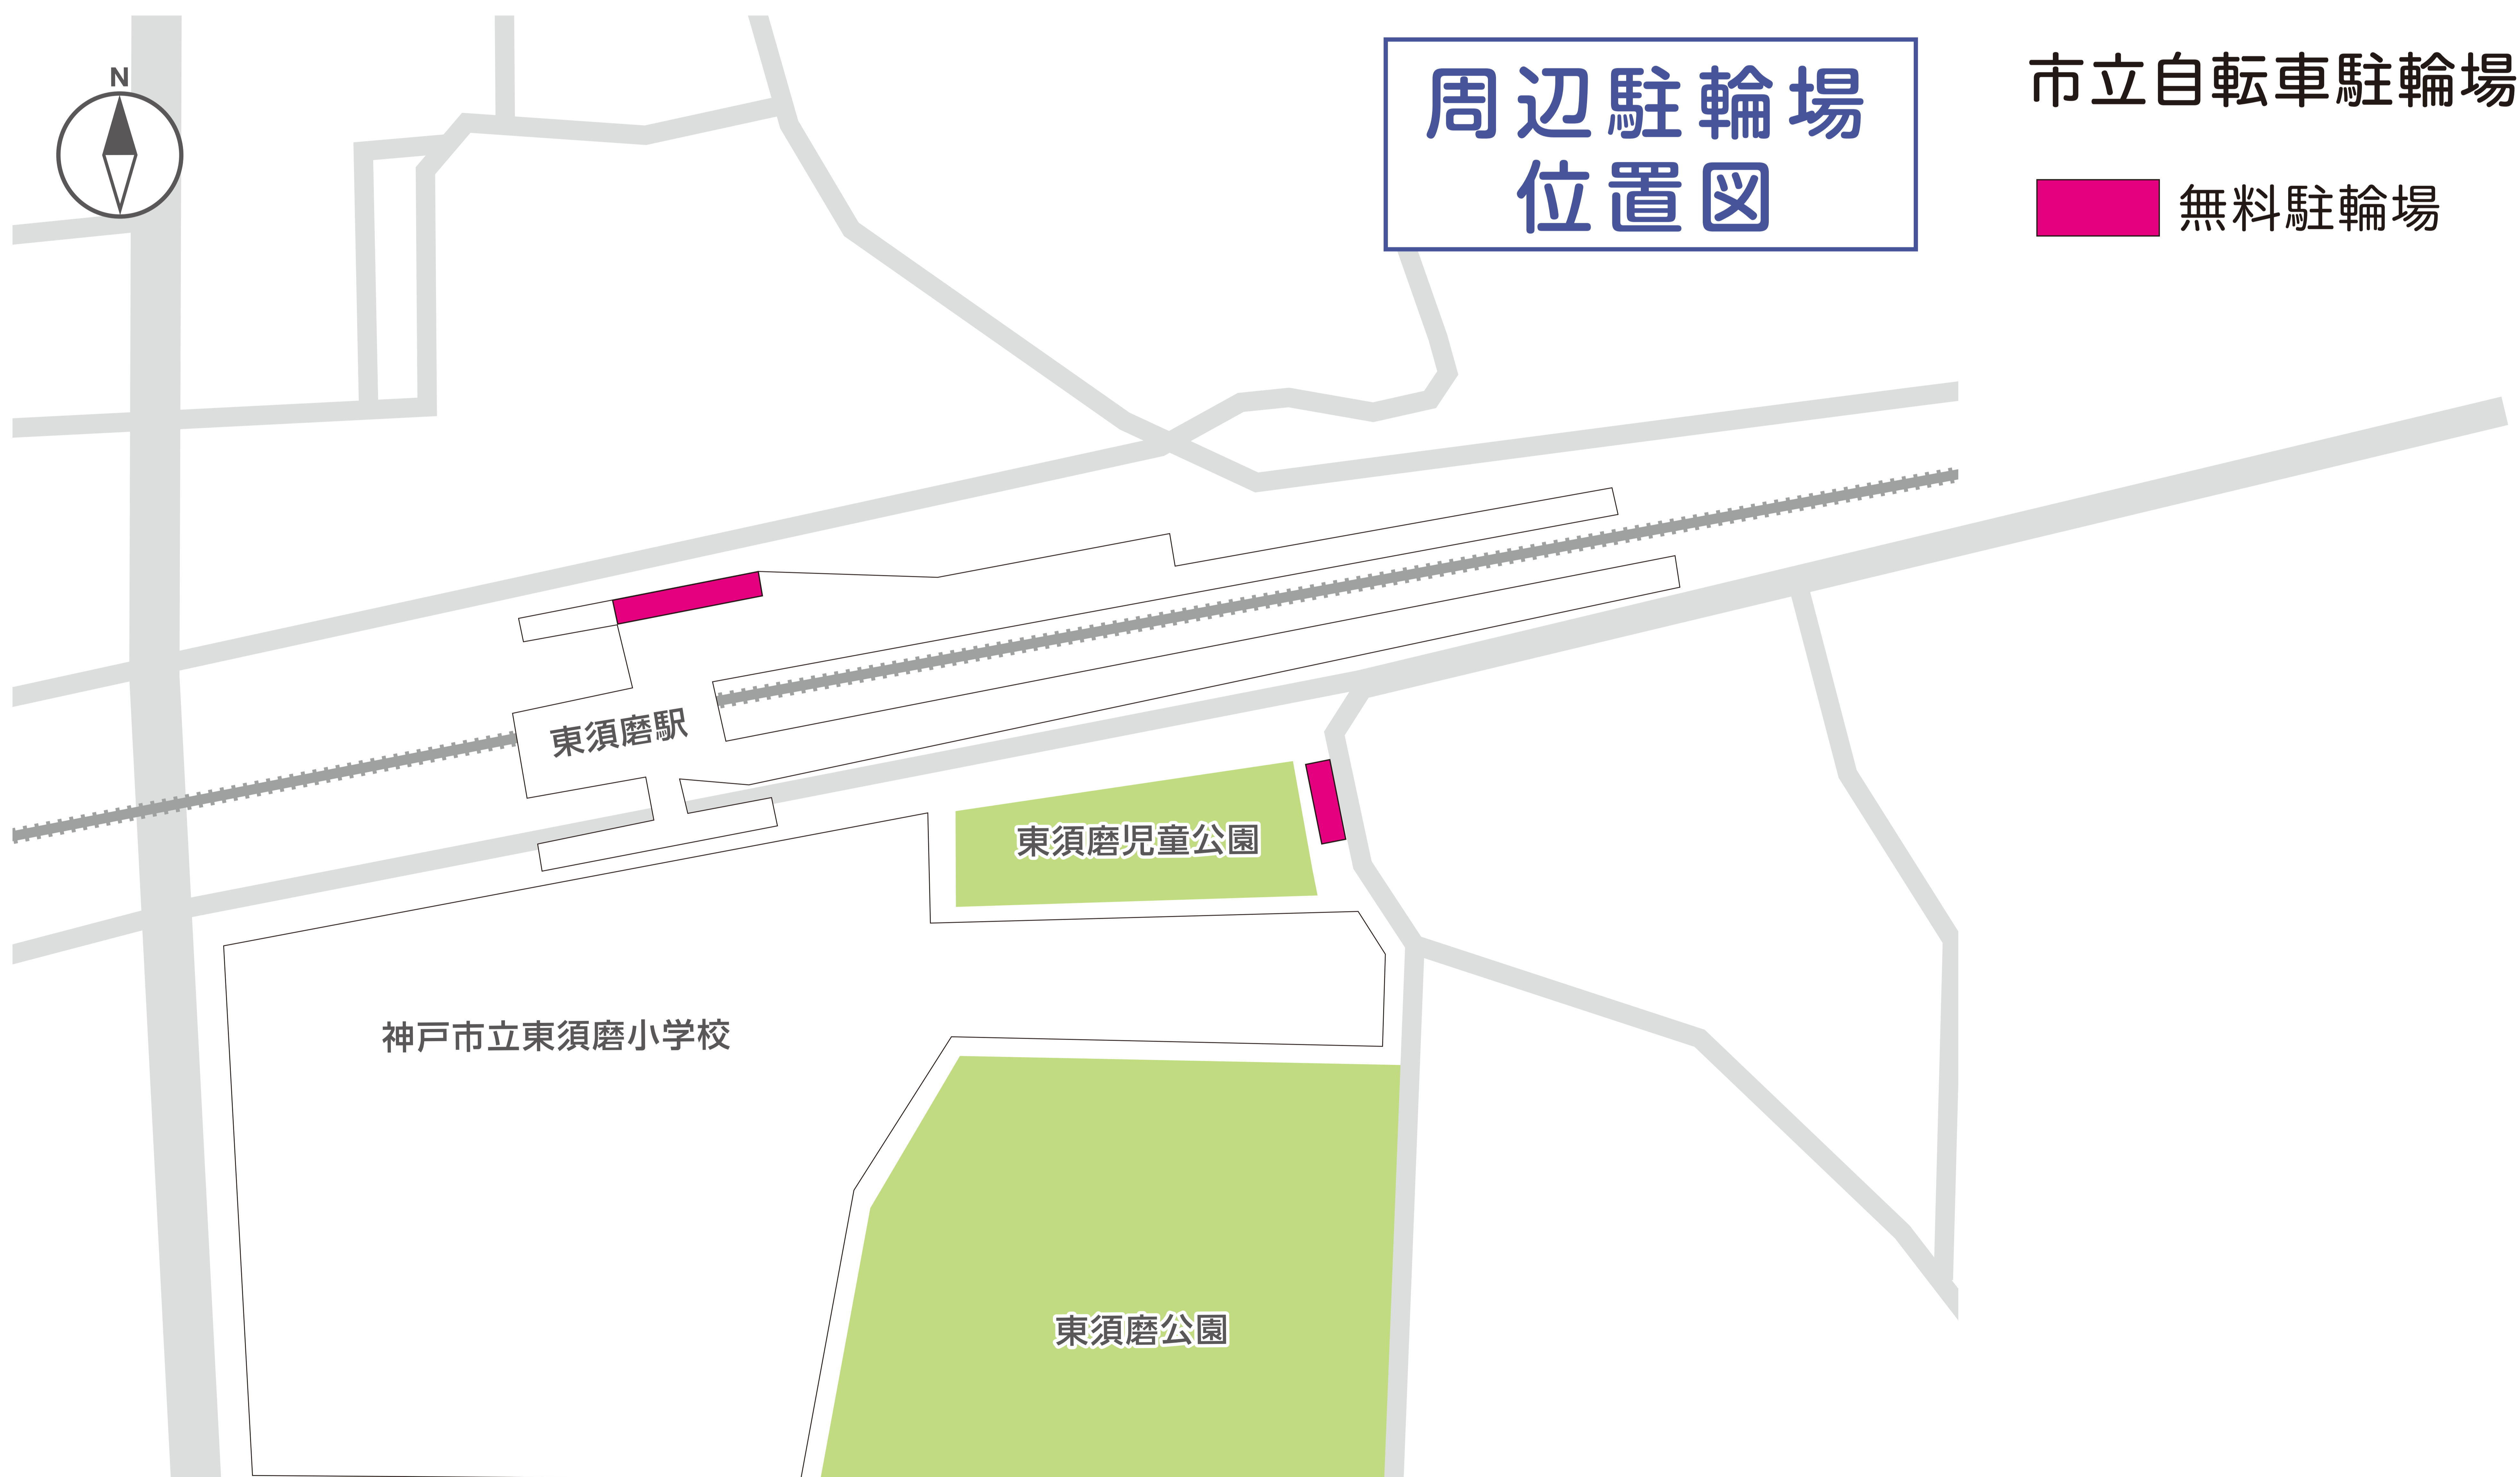 N
周辺駐輪場
位置図
市立自転車駐輪場
無料駐輪場
東須磨駅
東須磨児童公園
神戸市立東須磨小学校
東須磨公園